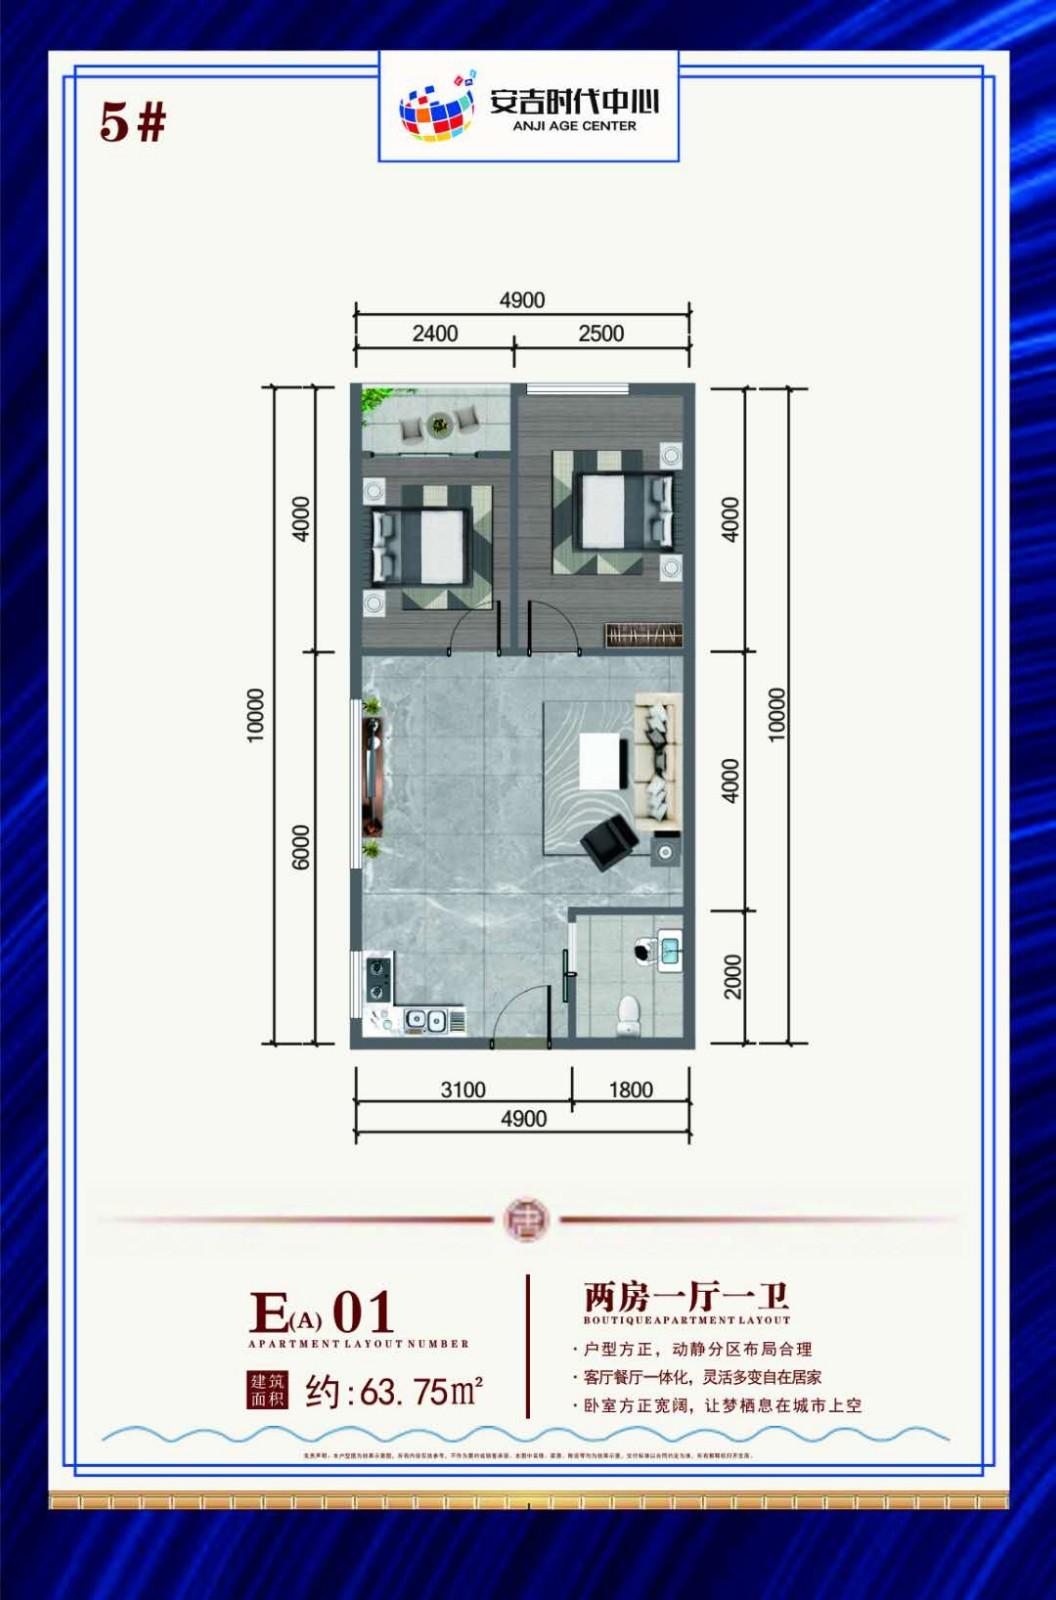 5#
安吉时代中心
ANJI AGE CENTER
4900
2400 2500
4000
4000
10000
10000
6000
4000
2000
3100 1800
4900
E(A)01
APARTMENT LAYOUT NUMBER
建筑面积 约:63.75㎡
两房一厅一卫
BOUTIQUEAPARTMENT LAYOUT
·户型方正，动静分区布局合理
·客厅餐厅一体化，灵活多变自在居家
·卧室方正宽阔，让梦栖息在城市上空